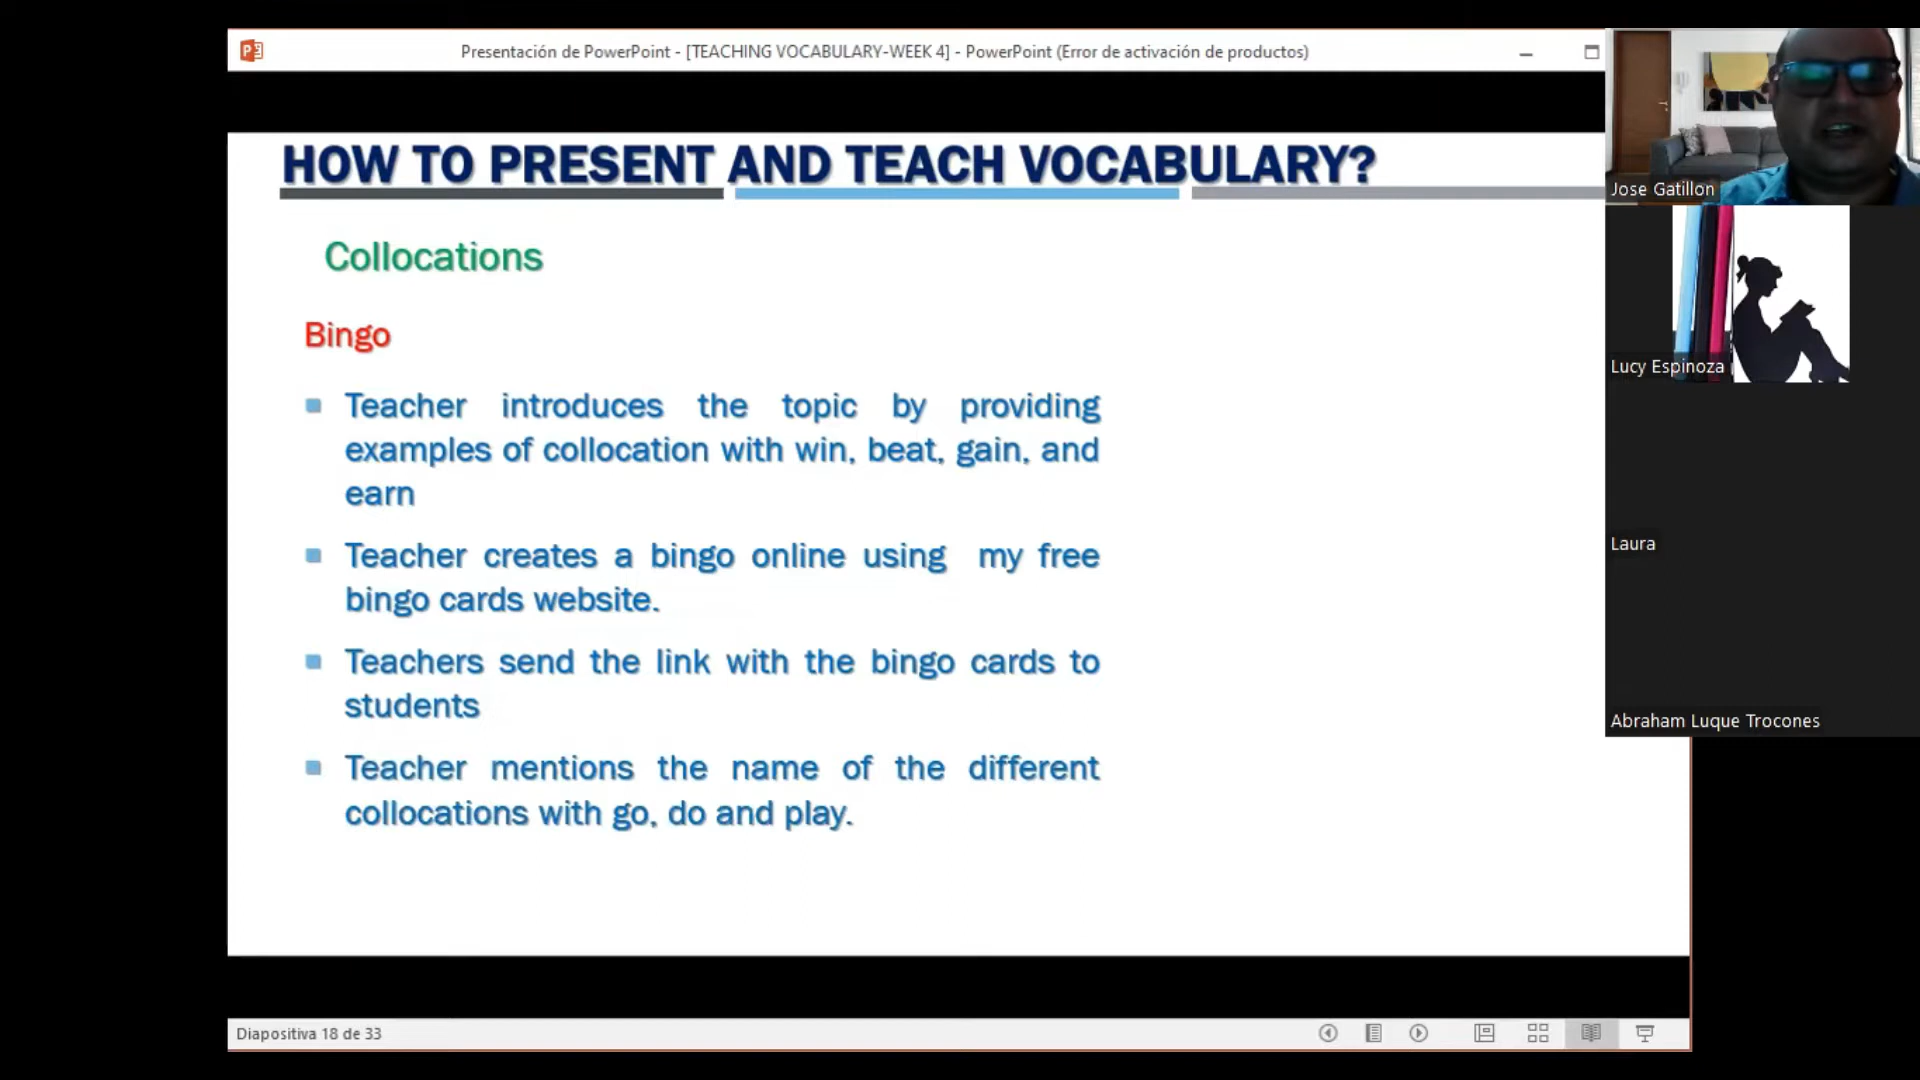 Presentación de PowerPoint - [TEACHING VOCABULARY-WEEK 4] - PowerPoint (Error de activación de productos)
HOW TO PRESENT AND TEACH VOCABULARY?
Collocations
Bingo
Teacher introduces the topic by providing
examples of collocation with win, beat, gain, and
earn
Teacher creates a bingo online using my free
bingo cards website.
Teachers send the link with the bingo cards to
students
Teacher mentions the name of the different
collocations with go, do and play.
Diapositiva 18 de 33
Jose Gatillon
Lucy Espinoza
Laura
Abraham Luque Trocones